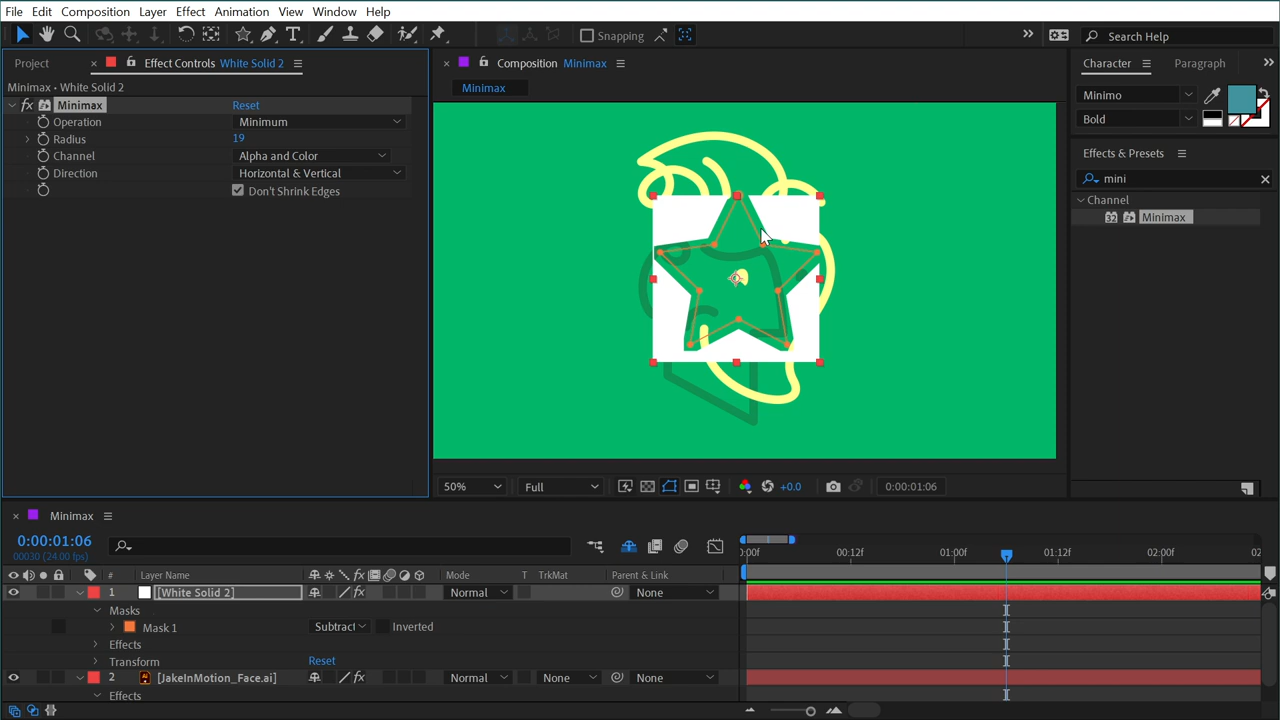 File Edit Composition Layer Effect Animation View Window Help
Snapping
Search Help
Project Effect Controls White Solid 2
Minimax • White Solid 2
fx Minimax Reset
Operation Minimum
Radius 19
Channel Alpha and Color
Direction Horizontal & Vertical
Don't Shrink Edges
Composition Minimax
Minimax
50% Full +0.0 0:00:01:06
Character Paragraph
Minimo
Bold
Effects & Presets
mini
Channel
32 Minimax
Minimax
0:00:01:06
00030 (24.00 fps)
# Layer Name Mode T TrkMat Parent & Link
1 [White Solid 2] fx Normal None
Masks
Mask 1 Subtract Inverted
Effects
Transform Reset
2 [JakeInMotion_Face.ai] fx Normal None None
Effects
:00f 00:12f 01:00f 01:12f 02:00f 02